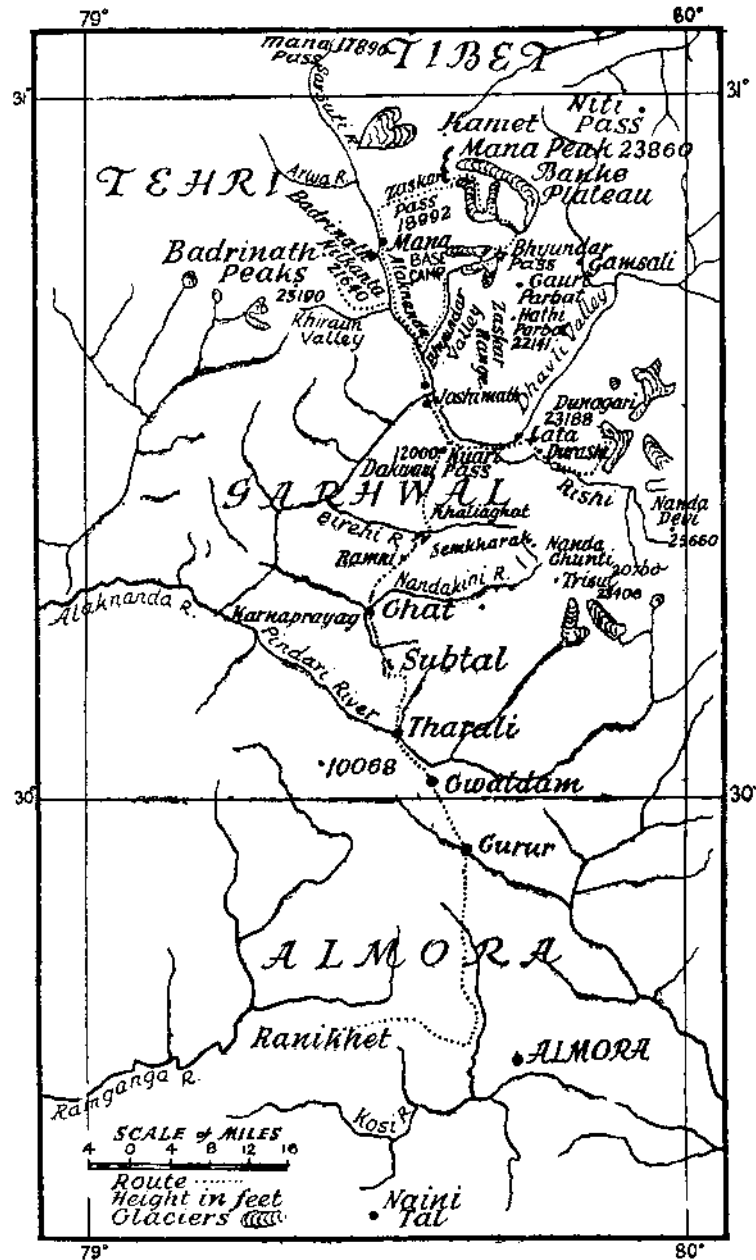 79°
80°
Mana 17890
Pass
TIBET
31°
31°
Sarsuti R.
Niti
Pass
Kamet
Mana Peak 23860
Banke
Plateau
TEHRI
Arwa R.
Zaskar
Pass
18992
Badrinath
Mana
BASE
CAMP
Nilkanta
21640
Alaknanda
Badrinath
Peaks
23190
Bhyundar
Pass
Gamsali
Gauri
Parbat
Hathi
Parbat
22141
Khiraun
Valley
Bhyundar
Valley
Zaskar
Range
Dhavli Valley
Joshimath
Dunagari
23188
Lata
Durashi
12000
Kuari
Pass
Dakwani
GARHWAL
Rishi
Khaliaghat
Nanda
Devi
25660
Birehi R.
Semkharak
Ramni
Nanda
Ghunti
Trisul
23406
Nandakini R.
Alaknanda R.
Karnaprayag
Ghat
Subtal
Pindari River
Tharali
10068
Gwaldam
30°
30°
Gurur
ALMORA
Ranikhet
ALMORA
Ramganga R.
Kosi R.
SCALE of MILES
4 0 4 8 12 16
Route
Height in feet
Glaciers
Naini
Tal
79°
80°